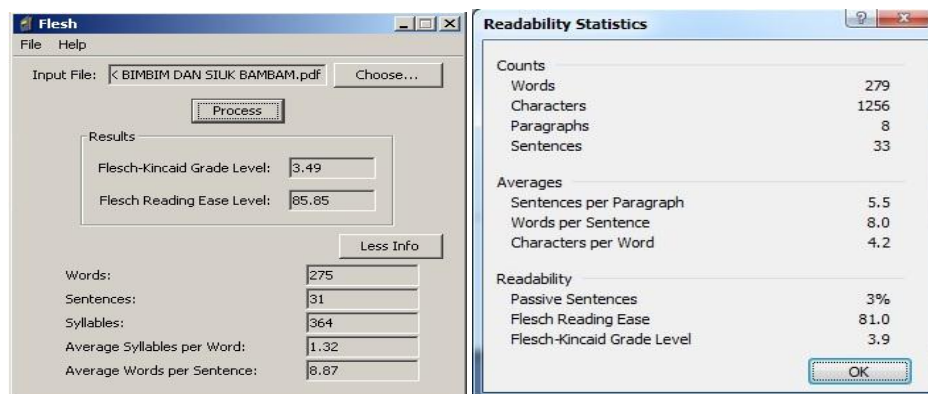 Flesh
File Help
Input File: < BIMBIM DAN SIUK BAMBAM.pdf Choose...
Process
Results
Flesch-Kincaid Grade Level: 3.49
Flesch Reading Ease Level: 85.85
Less Info
Words: 275
Sentences: 31
Syllables: 364
Average Syllables per Word: 1.32
Average Words per Sentence: 8.87
Readability Statistics
Counts
Words 279
Characters 1256
Paragraphs 8
Sentences 33
Averages
Sentences per Paragraph 5.5
Words per Sentence 8.0
Characters per Word 4.2
Readability
Passive Sentences 3%
Flesch Reading Ease 81.0
Flesch-Kincaid Grade Level 3.9
OK